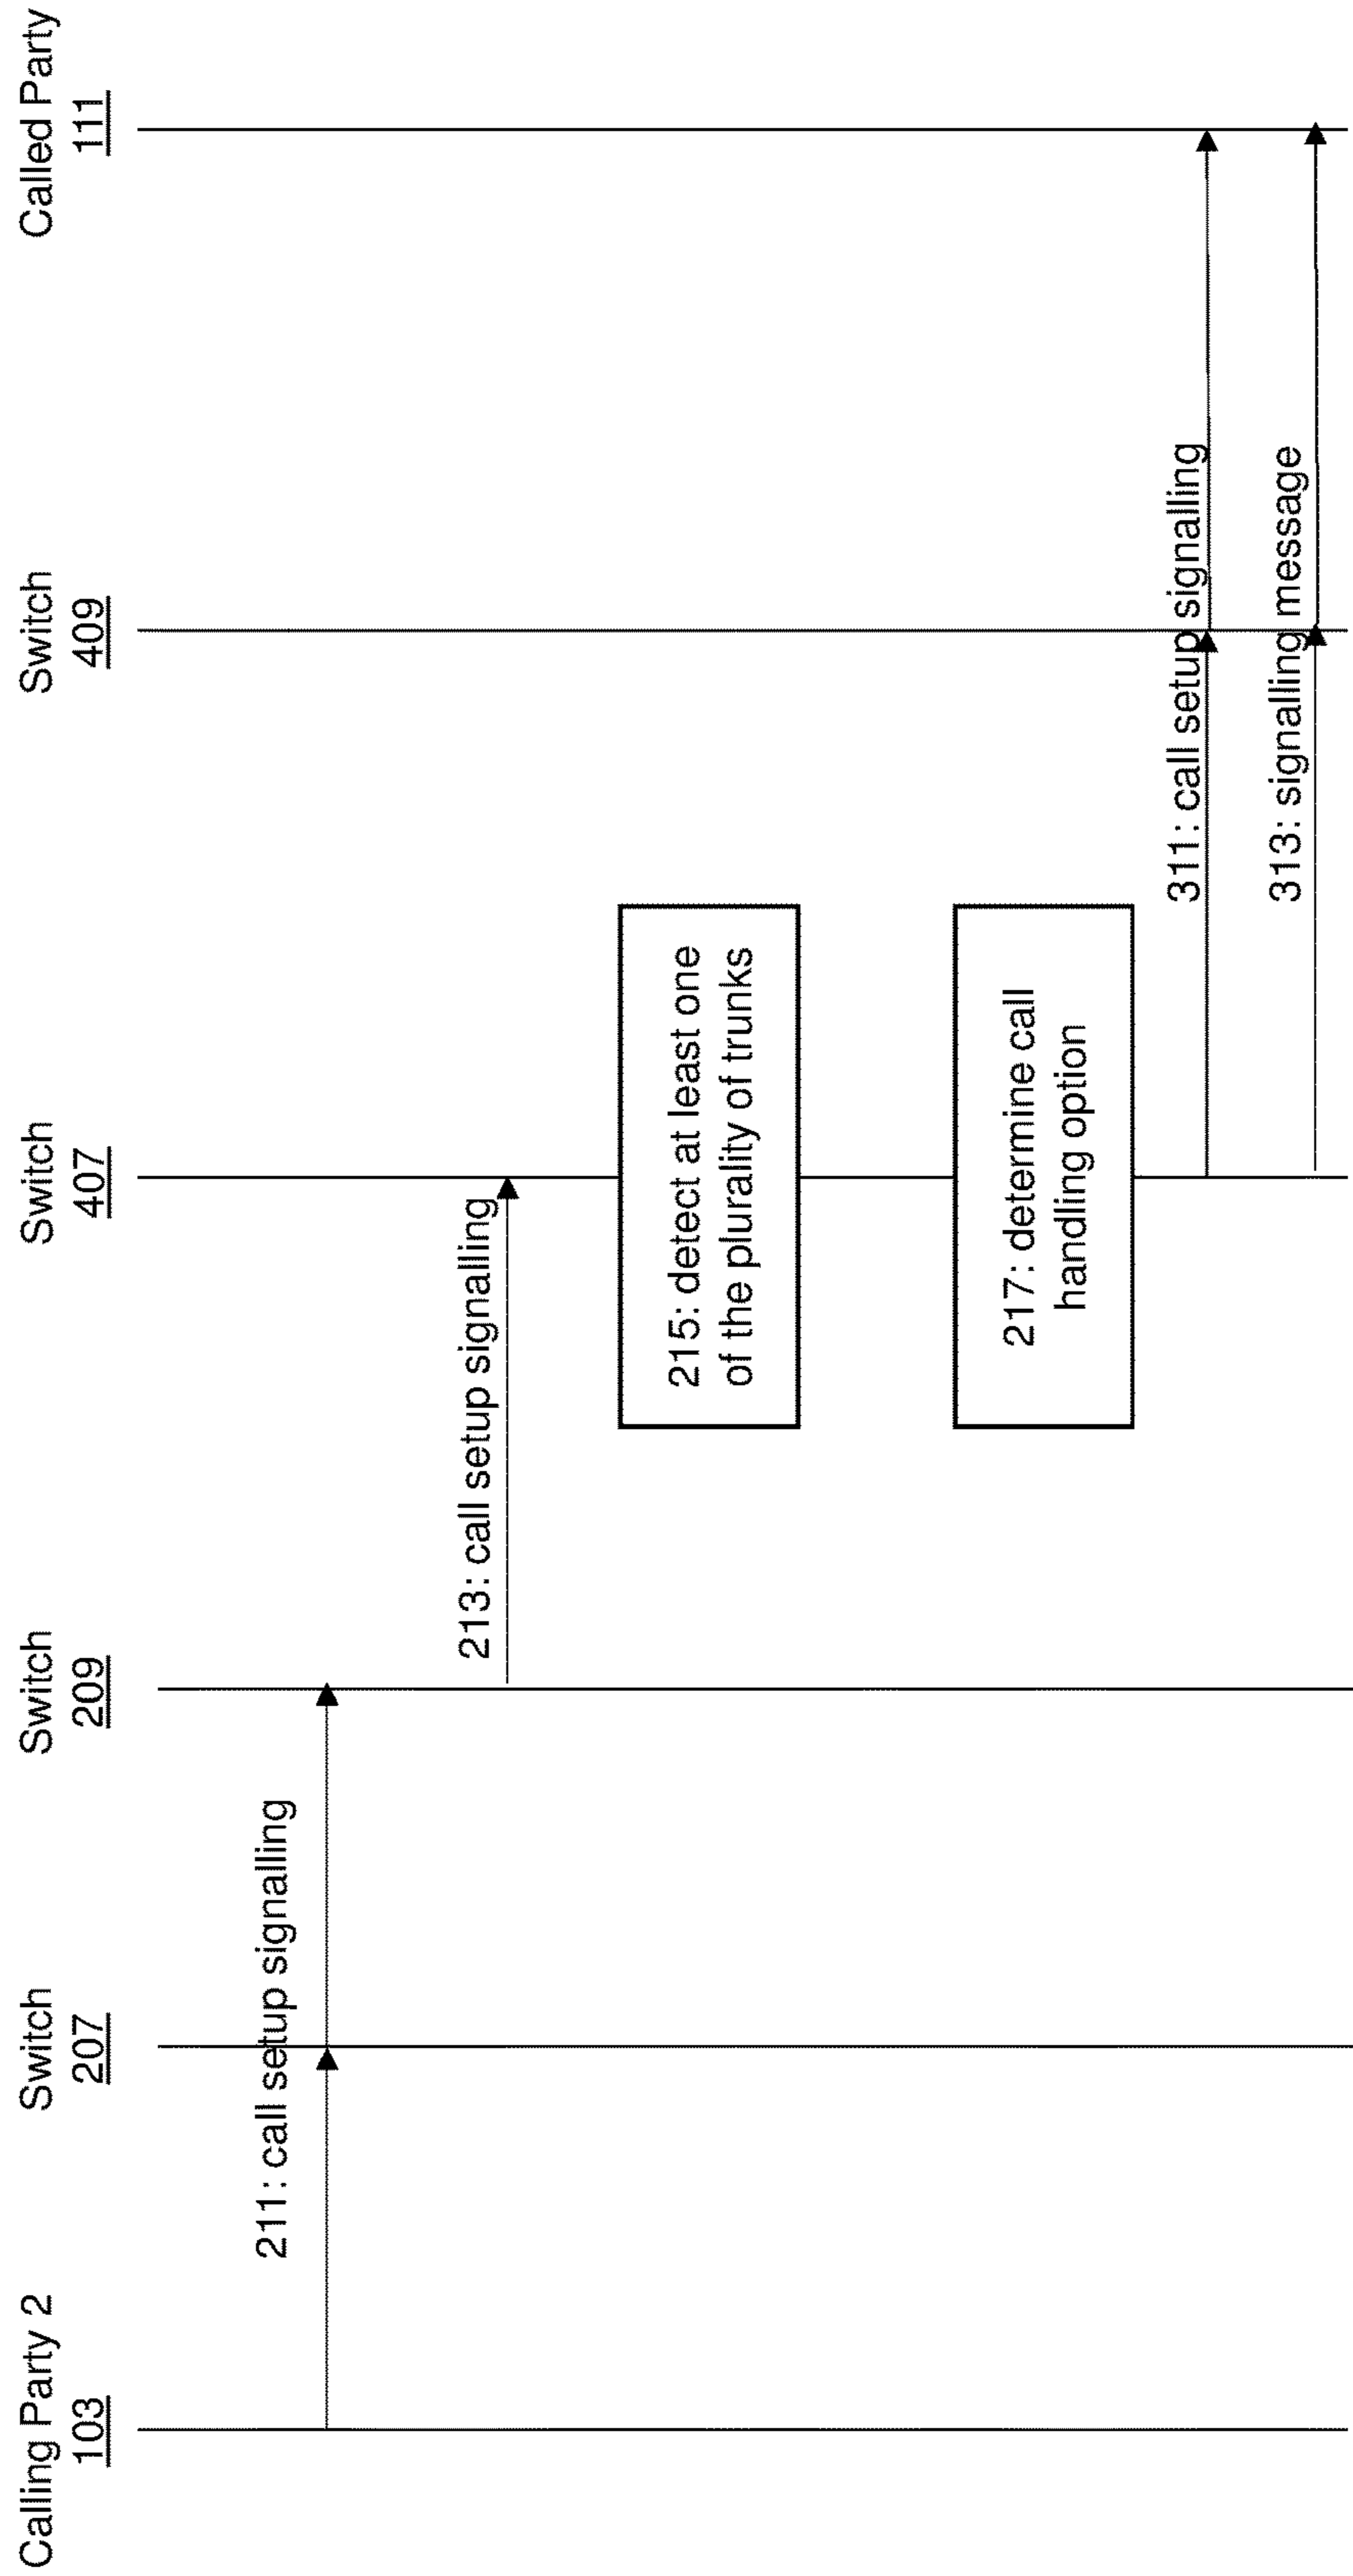 Calling Party 2
103
Switch
207
Switch
209
Switch
407
Switch
409
Called Party
111
211: call setup signalling
213: call setup signalling
215: detect at least one
of the plurality of trunks
217: determine call
handling option
311: call setup signalling
313: signalling message